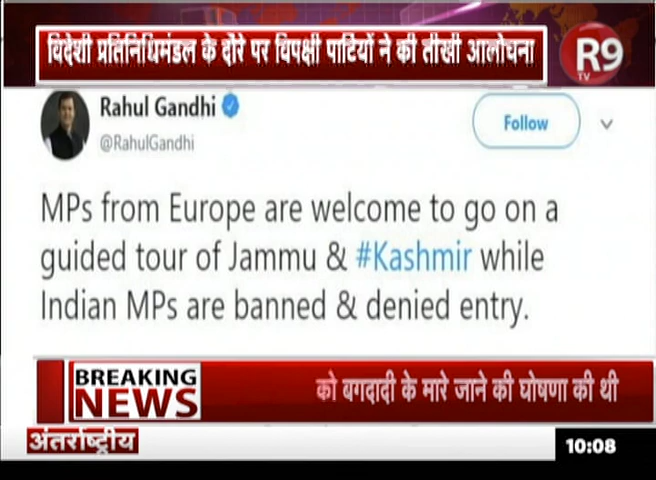 विदेशी प्रतिनिधिमंडल के दौरे पर विपक्षी पार्टियों ने की तीखी आलोचना
R9
TV
Rahul Gandhi
@RahulGandhi
Follow
MPs from Europe are welcome to go on a
guided tour of Jammu & #Kashmir while
Indian MPs are banned & denied entry.
BREAKING
NEWS
को बगदादी के मारे जाने की घोषणा की थी
अंतर्राष्ट्रीय
10:08